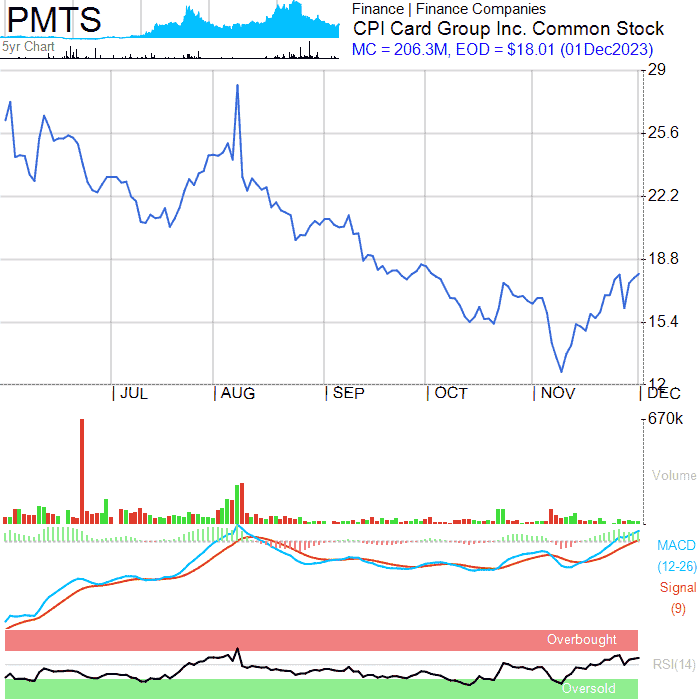 PMTS
5yr Chart
Finance | Finance Companies
CPI Card Group Inc. Common Stock
MC = 206.3M, EOD = $18.01 (01Dec2023)
29
25.6
22.2
18.8
15.4
12
JUL AUG SEP OCT NOV DEC
670k
Volume
MACD
(12-26)
Signal
(9)
Overbought
RSI(14)
Oversold